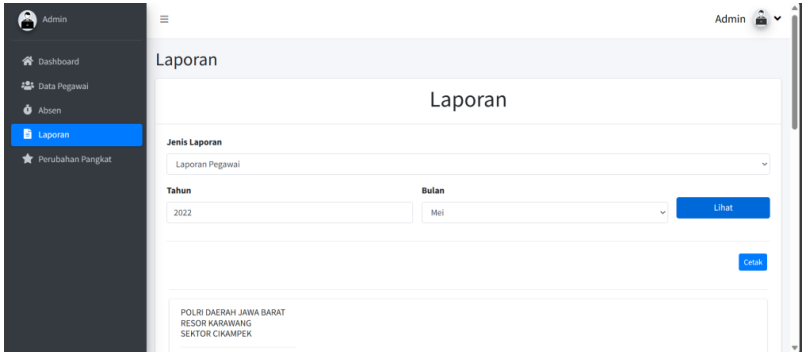 Admin
Admin
Dashboard
Data Pegawai
Absen
Laporan
Perubahan Pangkat
Laporan
Laporan
Jenis Laporan
Laporan Pegawai
Tahun
Bulan
2022
Mei
Lihat
Cetak
POLRI DAERAH JAWA BARAT
RESOR KARAWANG
SEKTOR CIKAMPEK